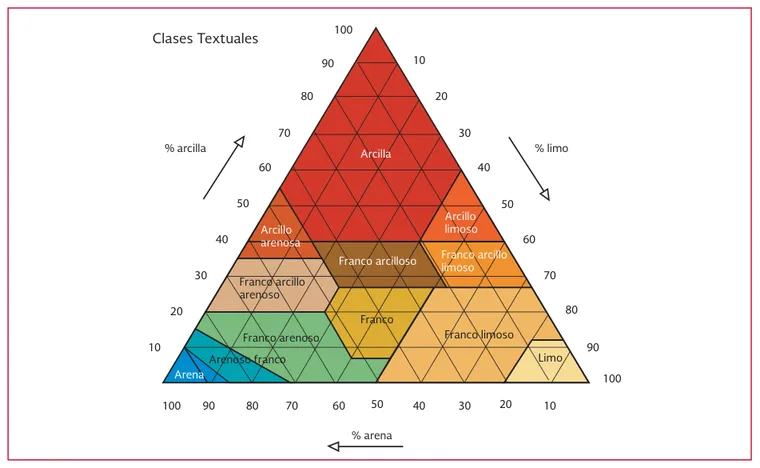 Clases Textuales
100
90
10
80
20
70
30
% arcilla
% limo
Arcilla
60
40
50
50
Arcillo
arenosa
Arcillo
limoso
40
60
Franco arcilloso
Franco arcillo
limoso
30
70
Franco arcillo
arenoso
20
80
Franco
Franco arenoso
Franco limoso
10
90
Arenoso franco
Limo
Arena
100
100
90
80
70
60
50
40
30
20
10
% arena